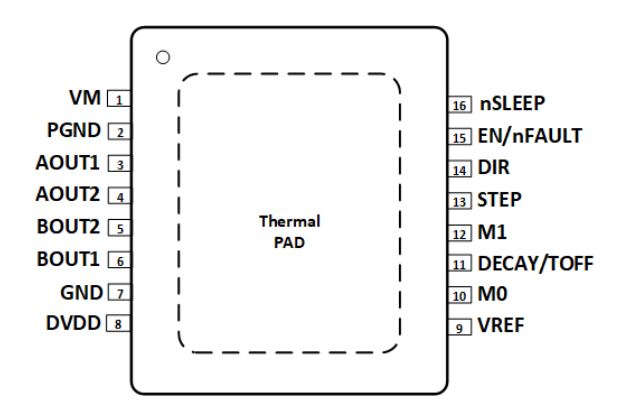 VM 1
PGND 2
AOUT1 3
AOUT2 4
BOUT2 5
BOUT1 6
GND 7
DVDD 8
Thermal
PAD
16 nSLEEP
15 EN/nFAULT
14 DIR
13 STEP
12 M1
11 DECAY/TOFF
10 M0
9 VREF